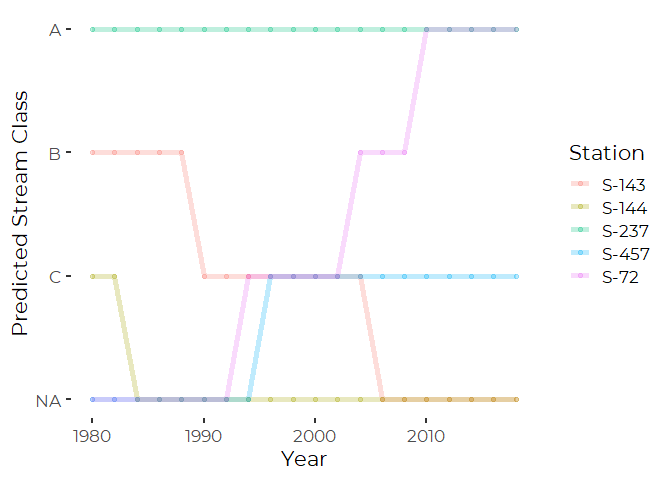 A
B
C
NA
Predicted Stream Class
1980
1990
2000
2010
Year
Station
S-143
S-144
S-237
S-457
S-72